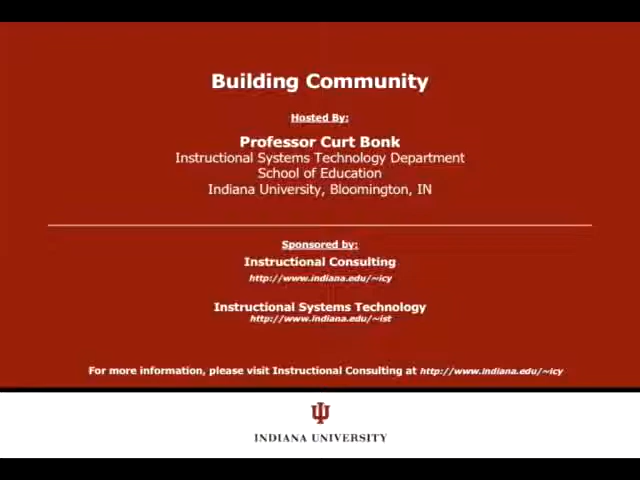 Building Community
Hosted By:
Professor Curt Bonk
Instructional Systems Technology Department
School of Education
Indiana University, Bloomington, IN
Sponsored by:
Instructional Consulting
http://www.indiana.edu/~icy
Instructional Systems Technology
http://www.indiana.edu/~ist
For more information, please visit Instructional Consulting at http://www.indiana.edu/~icy
INDIANA UNIVERSITY